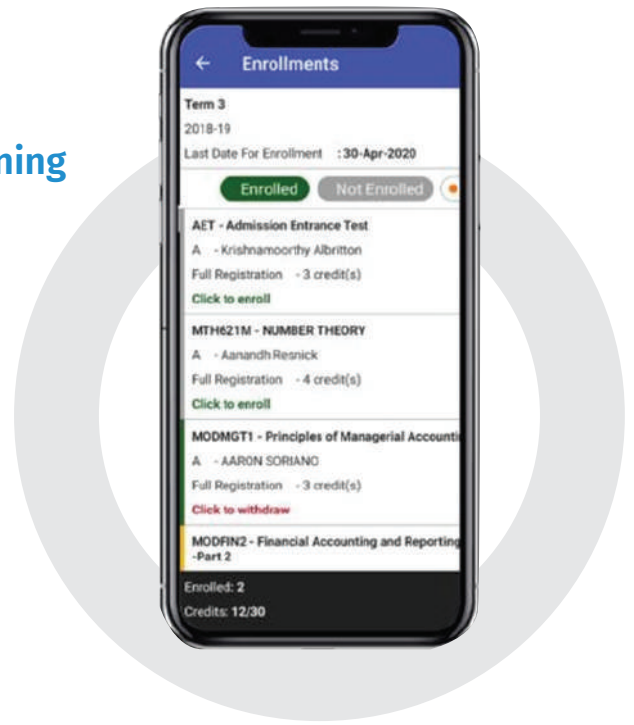 ning
Enrollments
Term 3
2018-19
Last Date For Enrollment : 30-Apr-2020
Enrolled Not Enrolled
AET - Admission Entrance Test
A - Krishnamoorthy Albritton
Full Registration - 3 credit(s)
Click to enroll
MTH621M - NUMBER THEORY
A - Aanandh Resnick
Full Registration - 4 credit(s)
Click to enroll
MODMGT1 - Principles of Managerial Accounti
A - AARON SORIANO
Full Registration - 3 credit(s)
Click to withdraw
MODFIN2 - Financial Accounting and Reporting
-Part 2
Enrolled: 2
Credits: 12/30